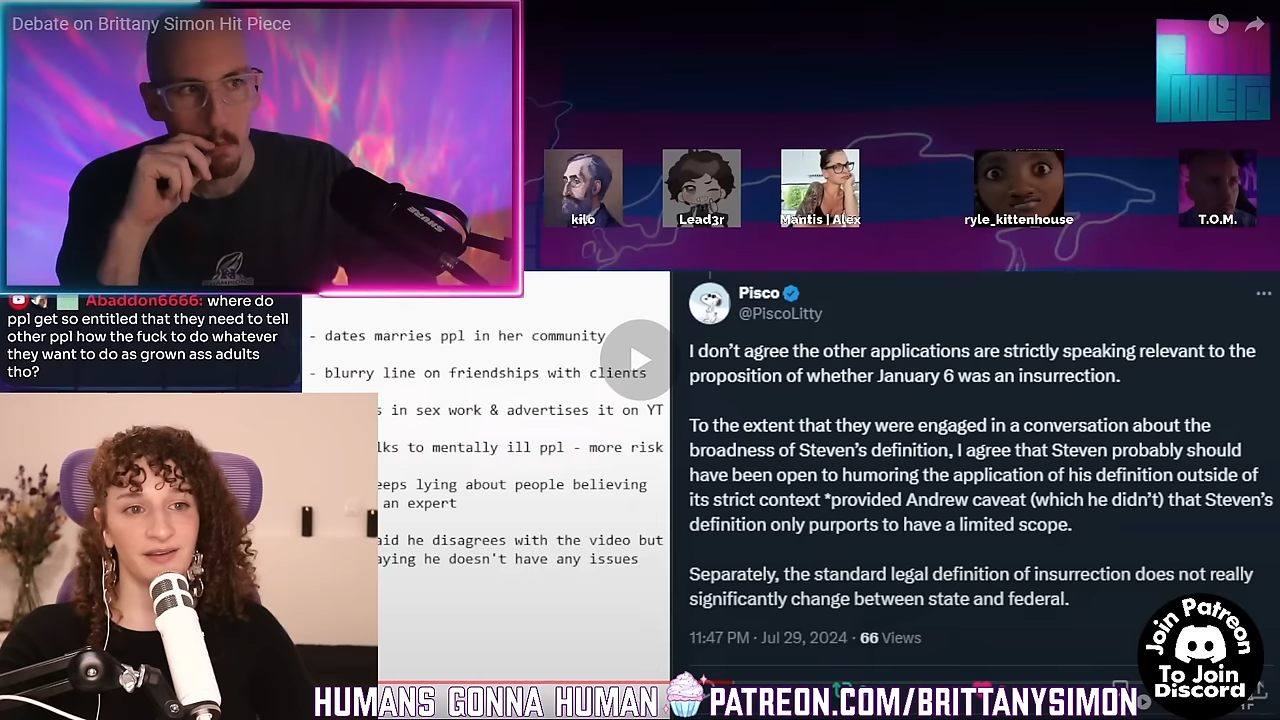 Debate on Brittany Simon Hit Piece
kil6
Lead3r
Mantis | Alex
ryle_kittenhouse
T.O.M.
Abaddon6666: where do
ppl get so entitled that they need to tell
other ppl how the fuck to do whatever
they want to do as grown ass adults
tho?
- dates marries ppl in her community
- blurry line on friendships with clients
s in sex work & advertises it on YT
lks to mentally ill ppl - more risk
eeps lying about people believing
an expert
aid he disagrees with the video but
aying he doesn't have any issues
Pisco
@PiscoLitty
I don’t agree the other applications are strictly speaking relevant to the
proposition of whether January 6 was an insurrection.
To the extent that they were engaged in a conversation about the
broadness of Steven’s definition, I agree that Steven probably should
have been open to humoring the application of his definition outside of
its strict context *provided Andrew caveat (which he didn’t) that Steven’s
definition only purports to have a limited scope.
Separately, the standard legal definition of insurrection does not really
significantly change between state and federal.
11:47 PM · Jul 29, 2024 · 66 Views
Join Patreon
To Join
Discord
HUMANS GONNA HUMAN PATREON.COM/BRITTANYSIMON